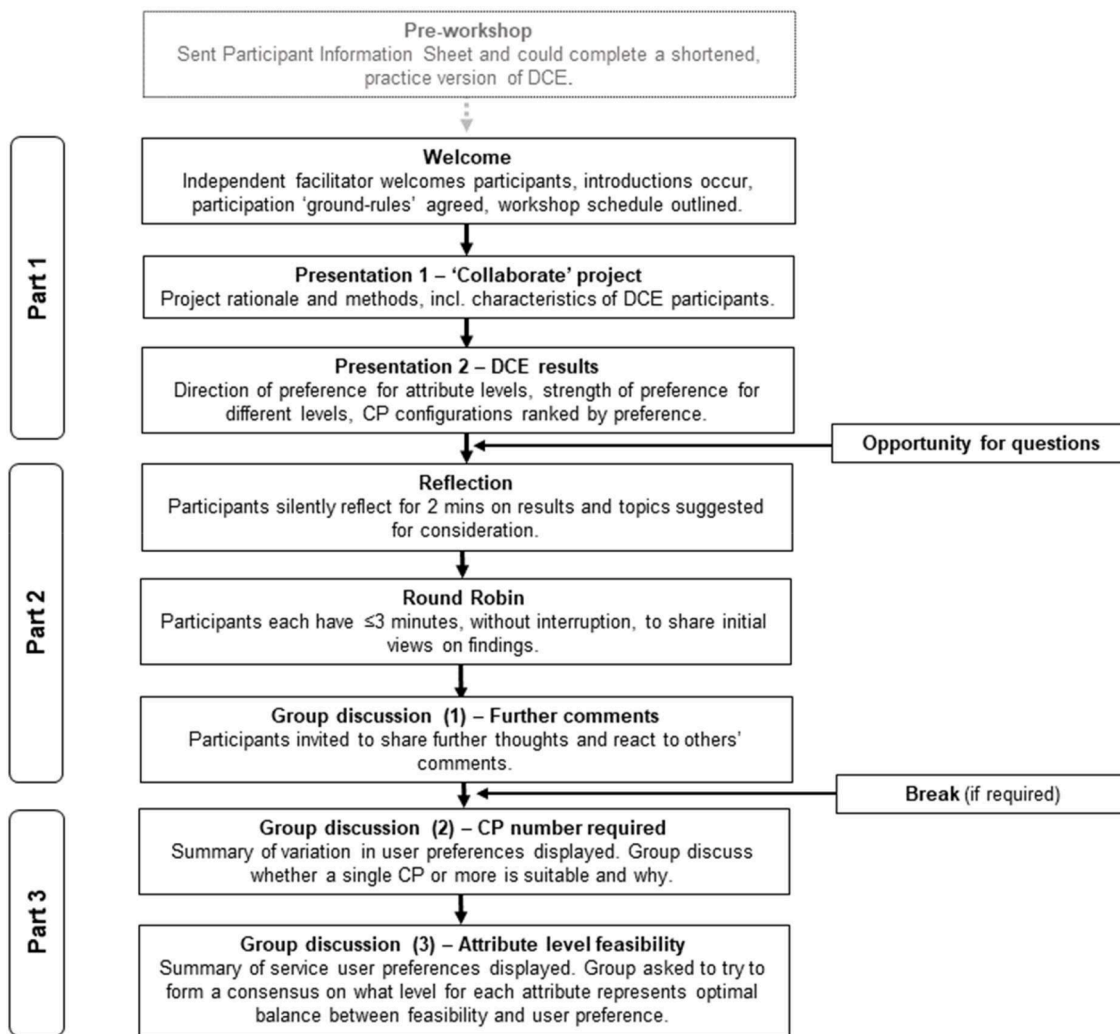 Pre-workshop
Sent Participant Information Sheet and could complete a shortened,
practice version of DCE.
Part 1
Welcome
Independent facilitator welcomes participants, introductions occur,
participation ‘ground-rules’ agreed, workshop schedule outlined.
Presentation 1 – ‘Collaborate’ project
Project rationale and methods, incl. characteristics of DCE participants.
Presentation 2 – DCE results
Direction of preference for attribute levels, strength of preference for
different levels, CP configurations ranked by preference.
Opportunity for questions
Part 2
Reflection
Participants silently reflect for 2 mins on results and topics suggested
for consideration.
Round Robin
Participants each have ≤3 minutes, without interruption, to share initial
views on findings.
Group discussion (1) – Further comments
Participants invited to share further thoughts and react to others’
comments.
Break (if required)
Part 3
Group discussion (2) – CP number required
Summary of variation in user preferences displayed. Group discuss
whether a single CP or more is suitable and why.
Group discussion (3) – Attribute level feasibility
Summary of service user preferences displayed. Group asked to try to
form a consensus on what level for each attribute represents optimal
balance between feasibility and user preference.